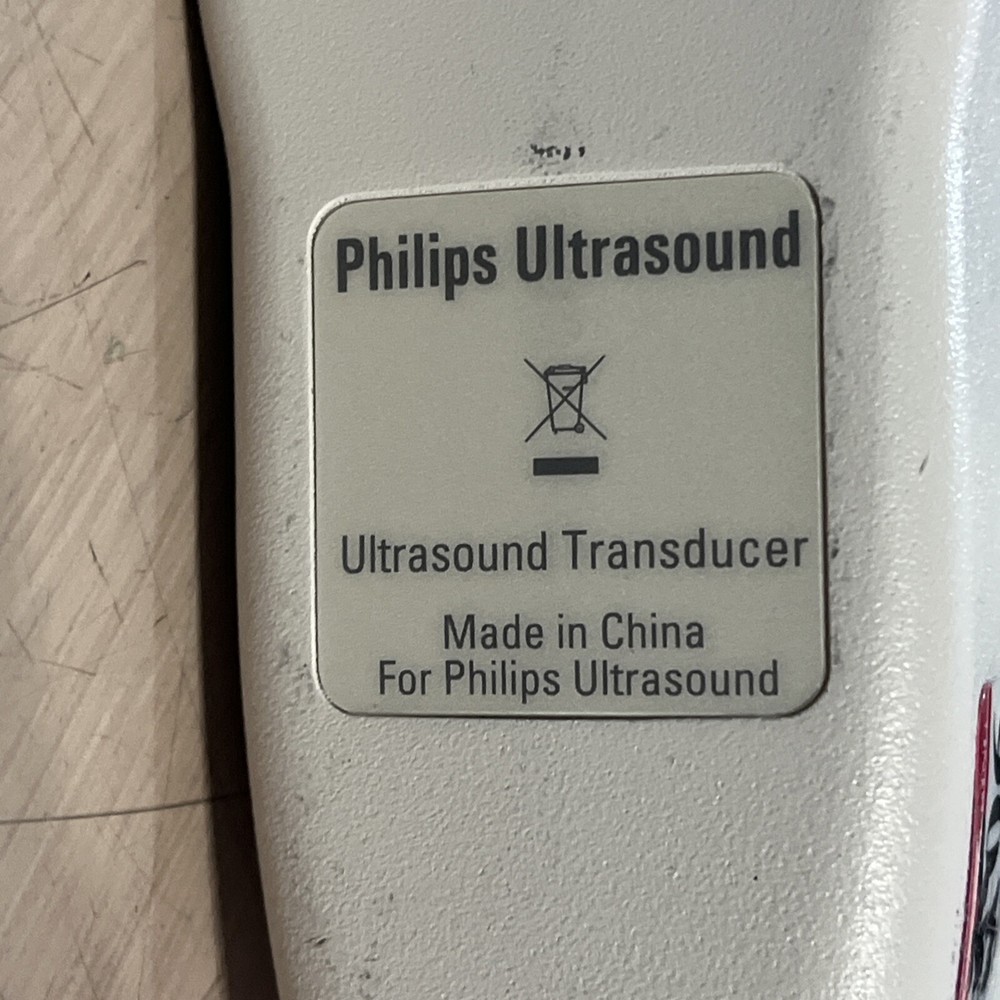 Philips Ultrasound
Ultrasound Transducer
Made in China
For Philips Ultrasound